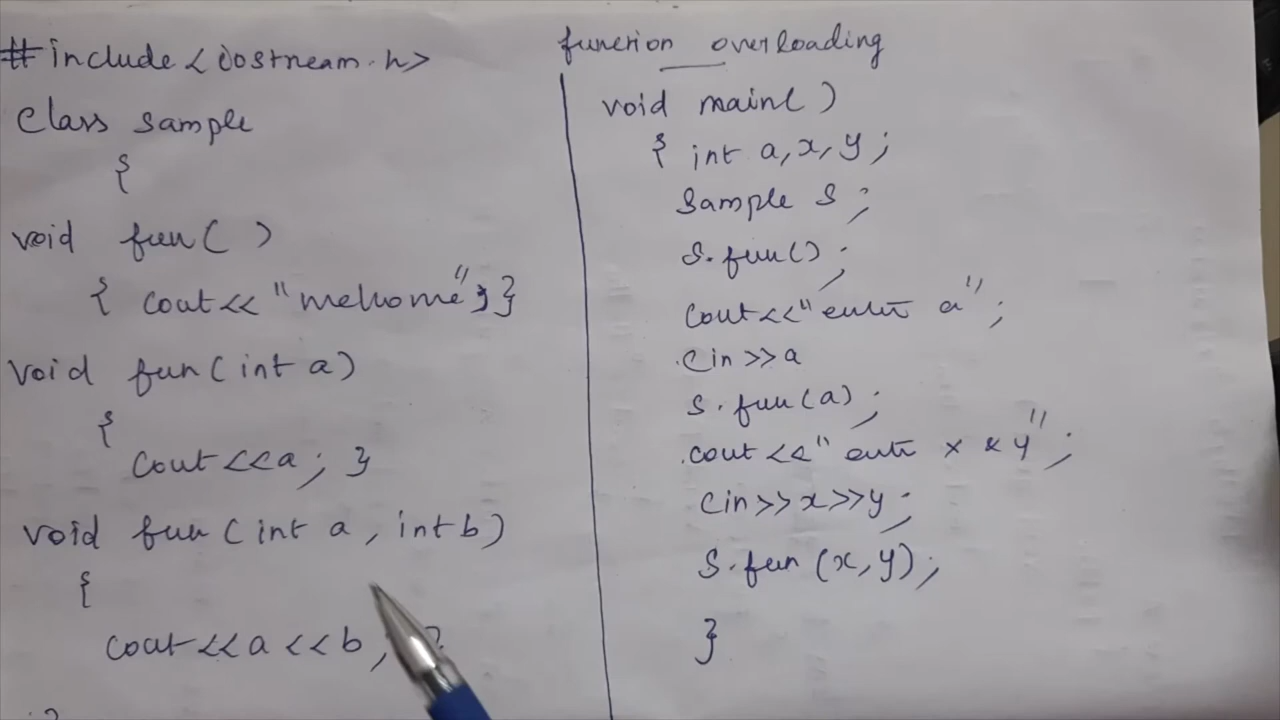 #include <iostream.h>
class sample
{
void fun( )
{ cout<< "welcome"; }
void fun(int a)
{
cout<<a; }
void fun (int a, int b)
{
cout<<a <<b ;
function overloading
void main( )
{ int a, x, y ;
sample s ;
s.fun() ;
cout<<"enter a" ;
cin >>a
s.fun(a) ;
cout <<" enter x & y" ;
cin>>x>>y ;
s.fun (x, y) ;
}